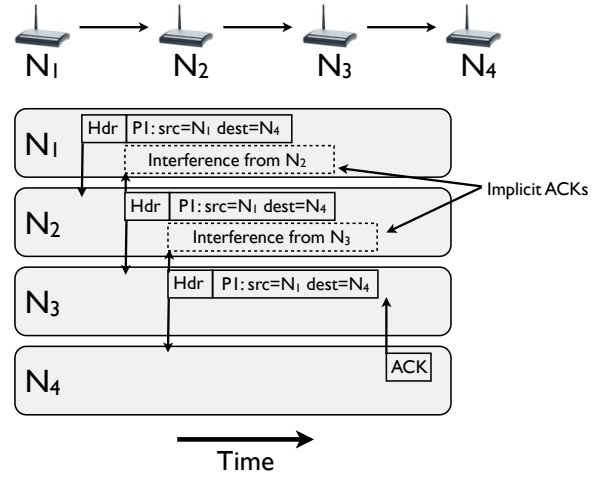 N1 N2 N3 N4
N1
Hdr P1: src=N1 dest=N4
Interference from N2
Implicit ACKs
N2
Hdr P1: src=N1 dest=N4
Interference from N3
N3
Hdr P1: src=N1 dest=N4
N4
ACK
Time